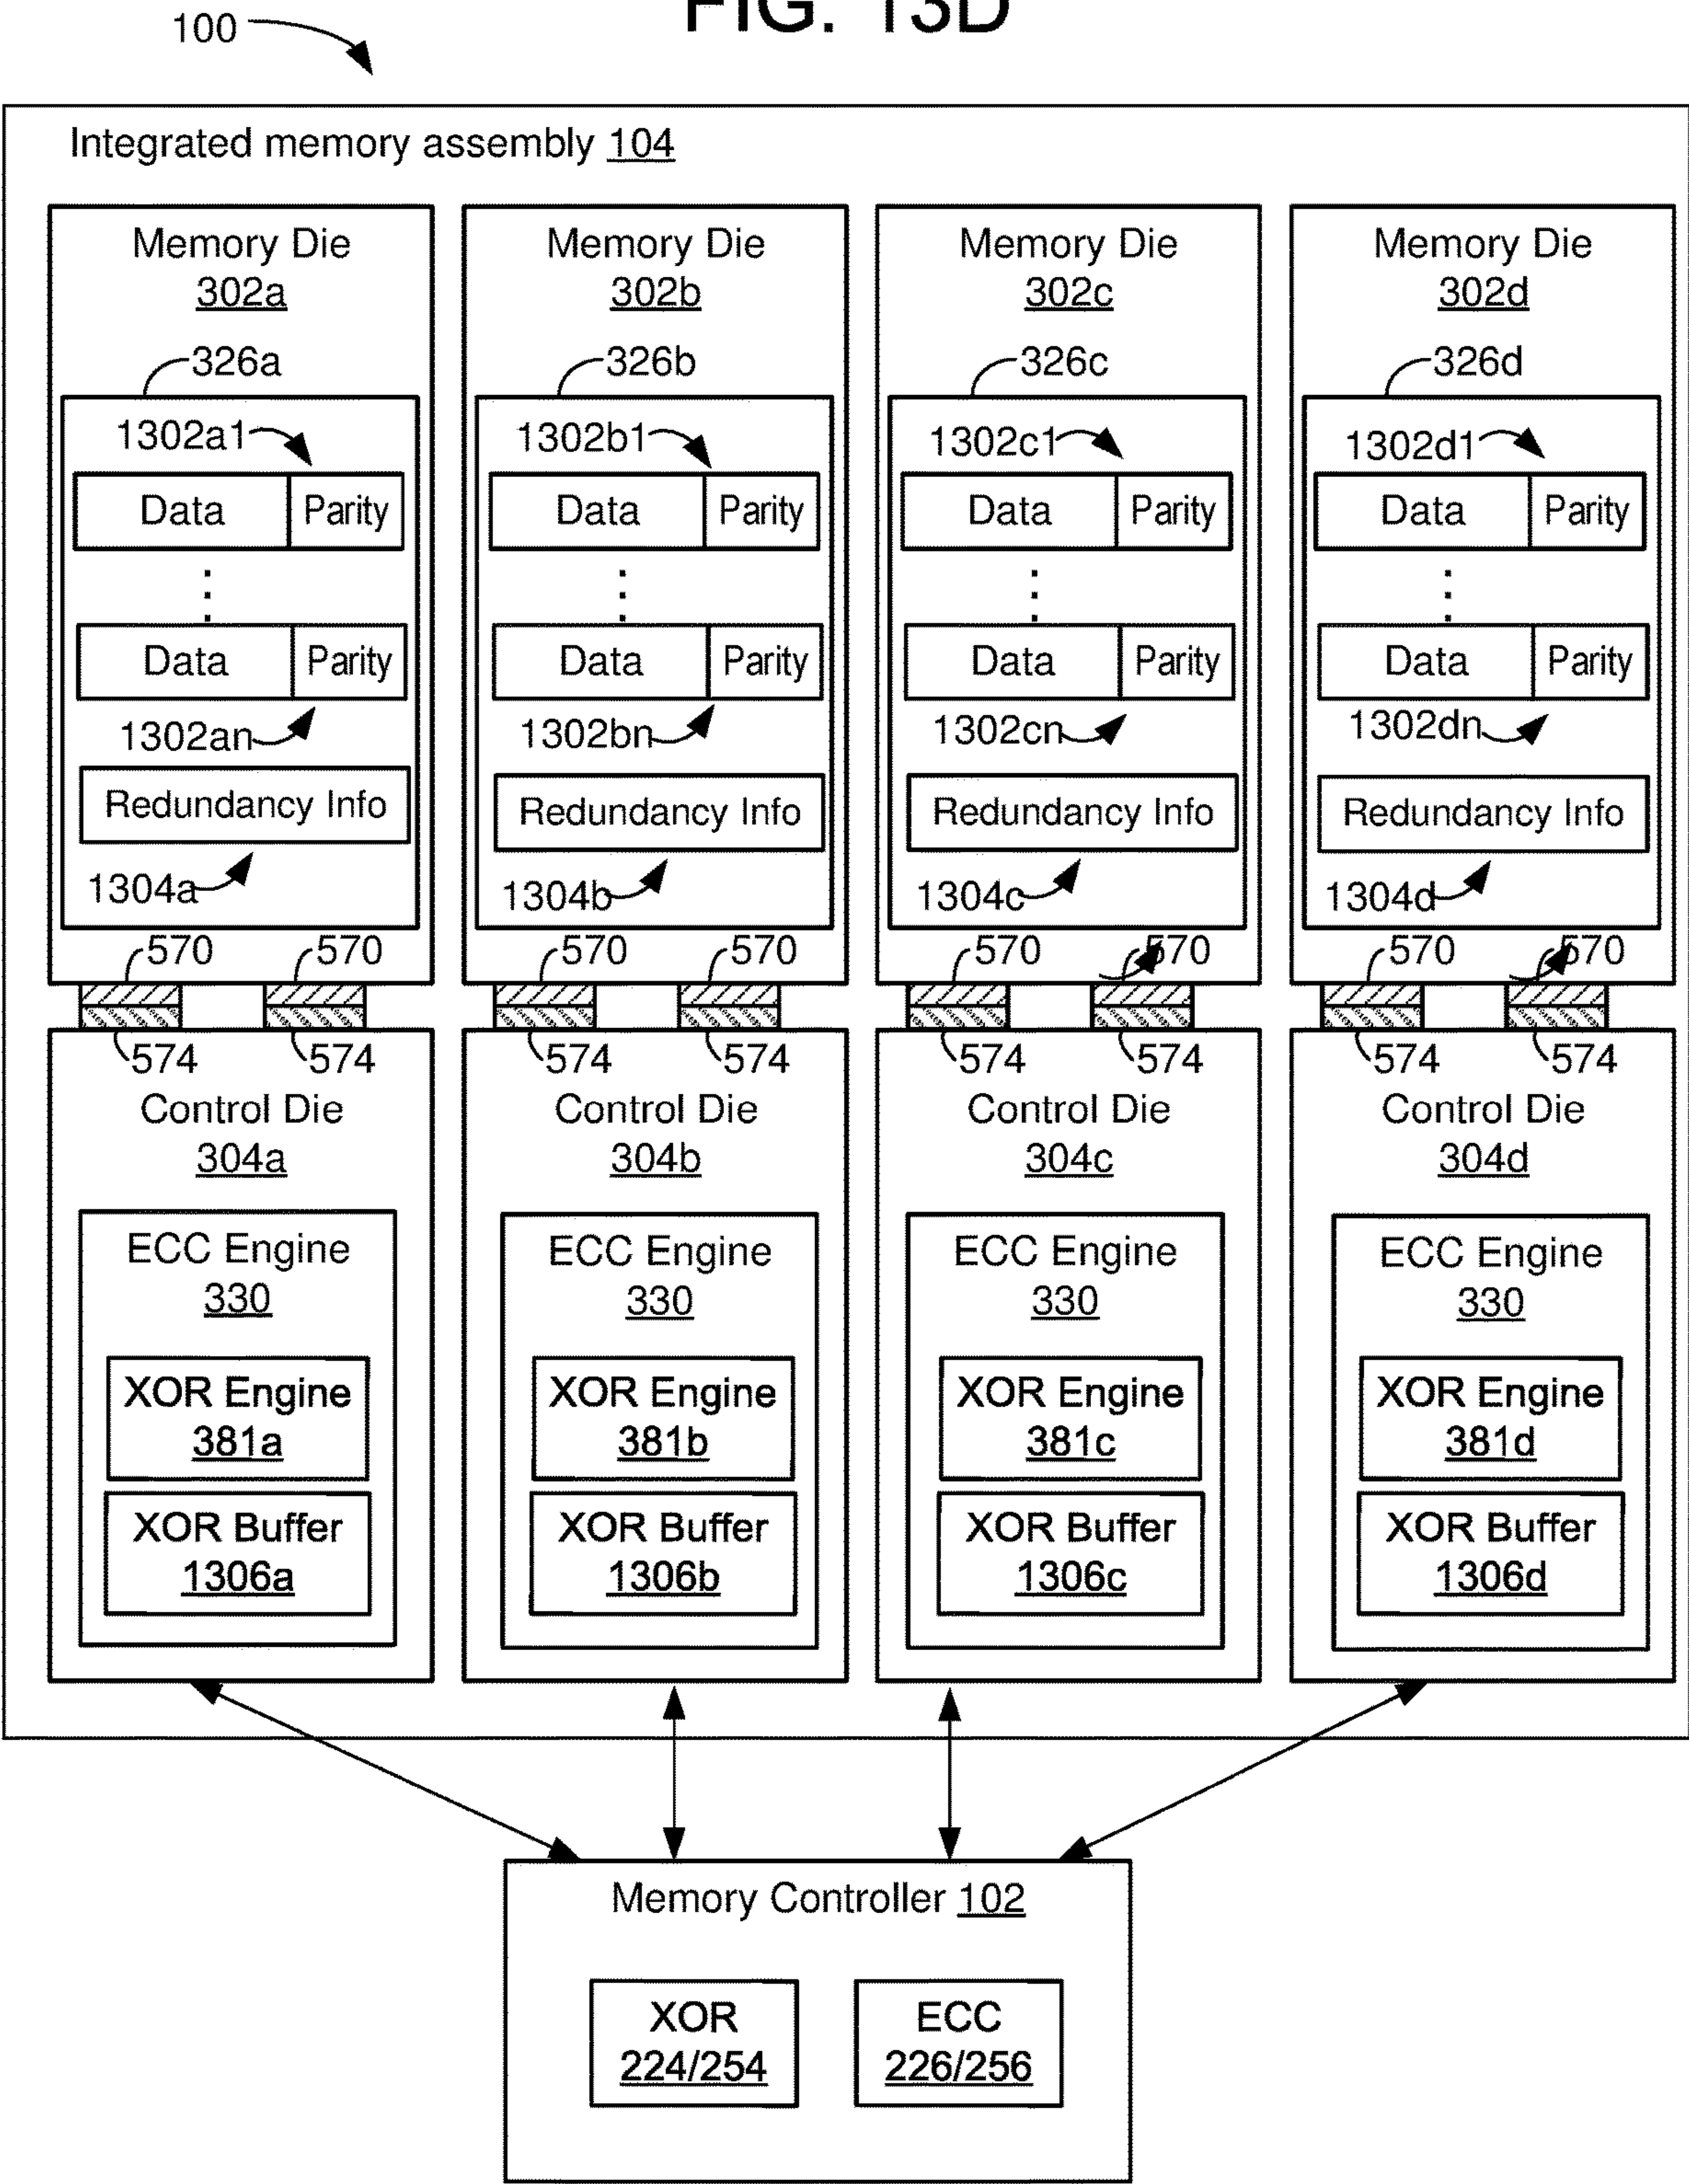 FIG. 13D
100
Integrated memory assembly 104
Memory Die Memory Die Memory Die Memory Die
302a 302b 302c 302d
326a 326b 326c 326d
1302a1 1302b1 1302c1 1302d1
Data Parity Data Parity Data Parity Data Parity
Data Parity Data Parity Data Parity Data Parity
1302an 1302bn 1302cn 1302dn
Redundancy Info Redundancy Info Redundancy Info Redundancy Info
1304a 1304b 1304c 1304d
570 570 570 570 570 570 570 570
574 574 574 574 574 574 574 574
Control Die Control Die Control Die Control Die
304a 304b 304c 304d
ECC Engine ECC Engine ECC Engine ECC Engine
330 330 330 330
XOR Engine XOR Engine XOR Engine XOR Engine
381a 381b 381c 381d
XOR Buffer XOR Buffer XOR Buffer XOR Buffer
1306a 1306b 1306c 1306d
Memory Controller 102
XOR ECC
224/254 226/256